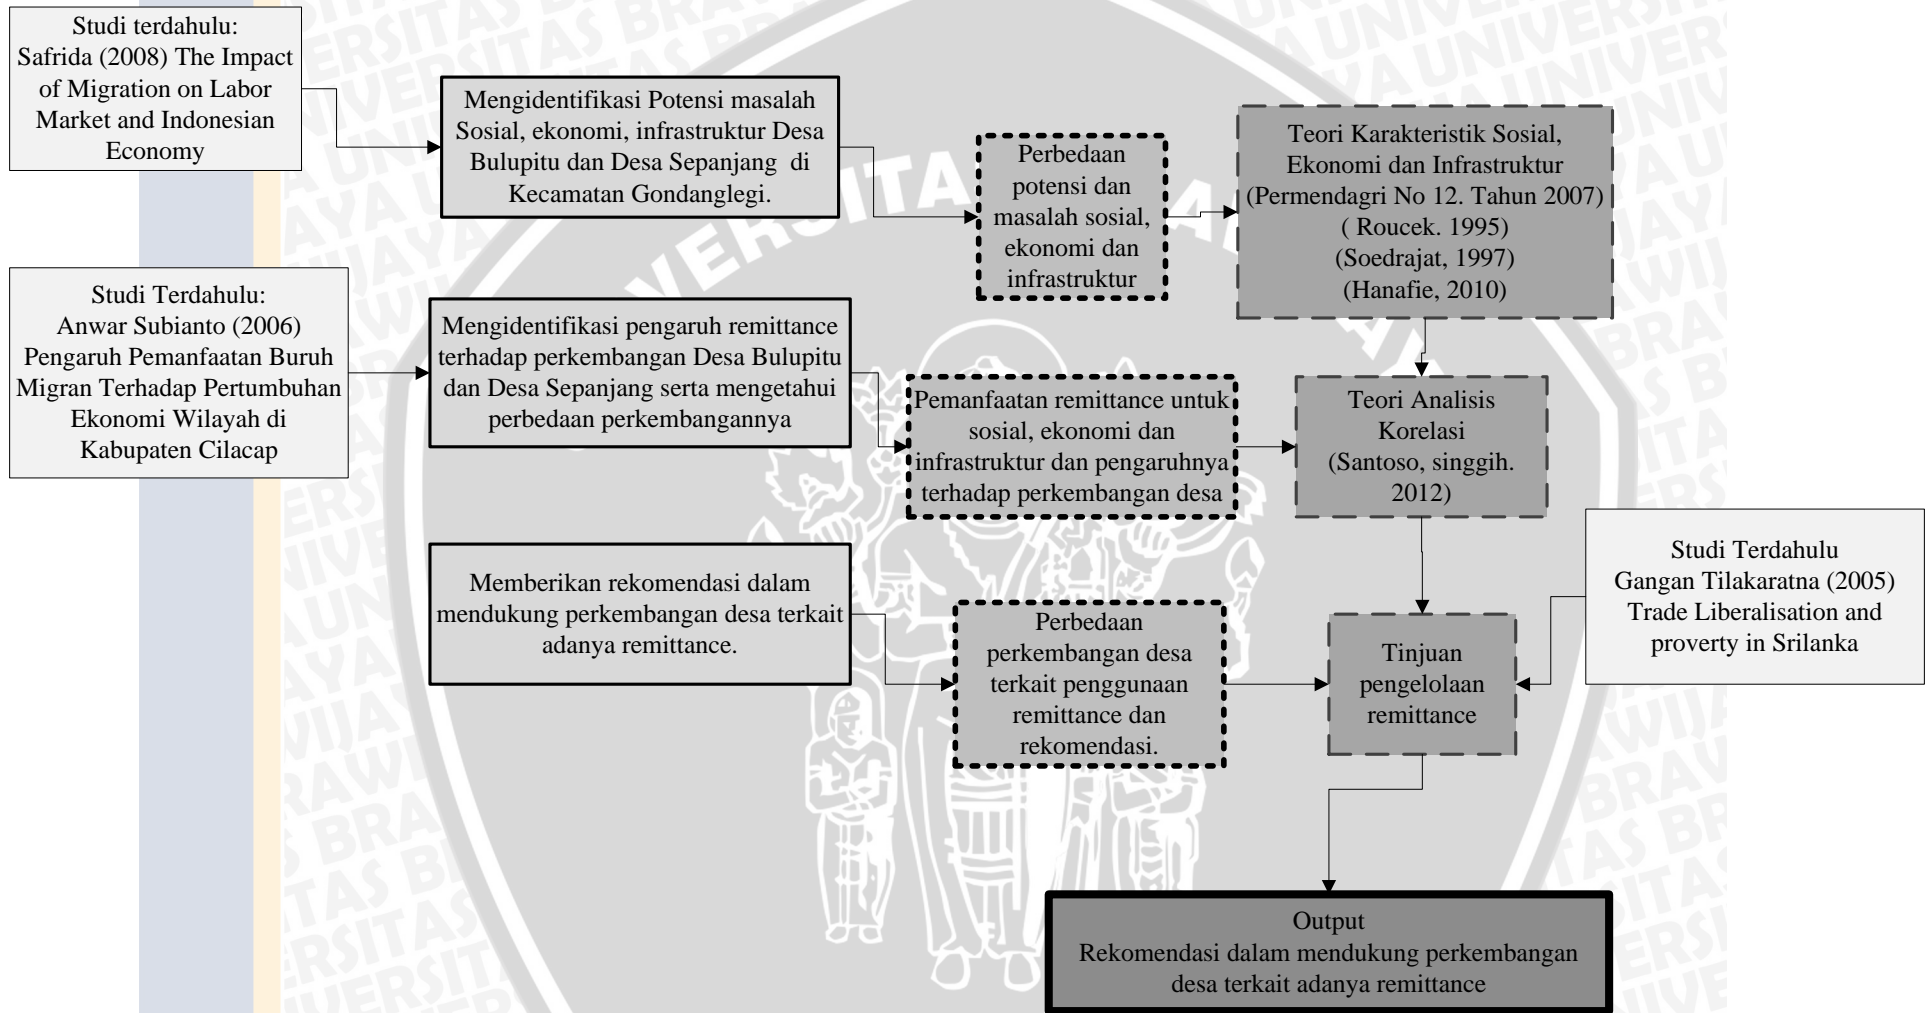 Studi terdahulu:
Safrida (2008) The Impact
of Migration on Labor
Market and Indonesian
Economy
Mengidentifikasi Potensi masalah
Sosial, ekonomi, infrastruktur Desa
Bulupitu dan Desa Sepanjang di
Kecamatan Gondanglegi.
Perbedaan
potensi dan
masalah sosial,
ekonomi dan
infrastruktur
Teori Karakteristik Sosial,
Ekonomi dan Infrastruktur
(Permendagri No 12. Tahun 2007)
( Roucek. 1995)
(Soedrajat, 1997)
(Hanafie, 2010)
Studi Terdahulu:
Anwar Subianto (2006)
Pengaruh Pemanfaatan Buruh
Migran Terhadap Pertumbuhan
Ekonomi Wilayah di
Kabupaten Cilacap
Mengidentifikasi pengaruh remittance
terhadap perkembangan Desa Bulupitu
dan Desa Sepanjang serta mengetahui
perbedaan perkembangannya
Pemanfaatan remittance untuk
sosial, ekonomi dan
infrastruktur dan pengaruhnya
terhadap perkembangan desa
Teori Analisis
Korelasi
(Santoso, singgih.
2012)
Memberikan rekomendasi dalam
mendukung perkembangan desa terkait
adanya remittance.
Perbedaan
perkembangan desa
terkait penggunaan
remittance dan
rekomendasi.
Tinjuan
pengelolaan
remittance
Studi Terdahulu
Gangan Tilakaratna (2005)
Trade Liberalisation and
proverty in Srilanka
Output
Rekomendasi dalam mendukung perkembangan
desa terkait adanya remittance